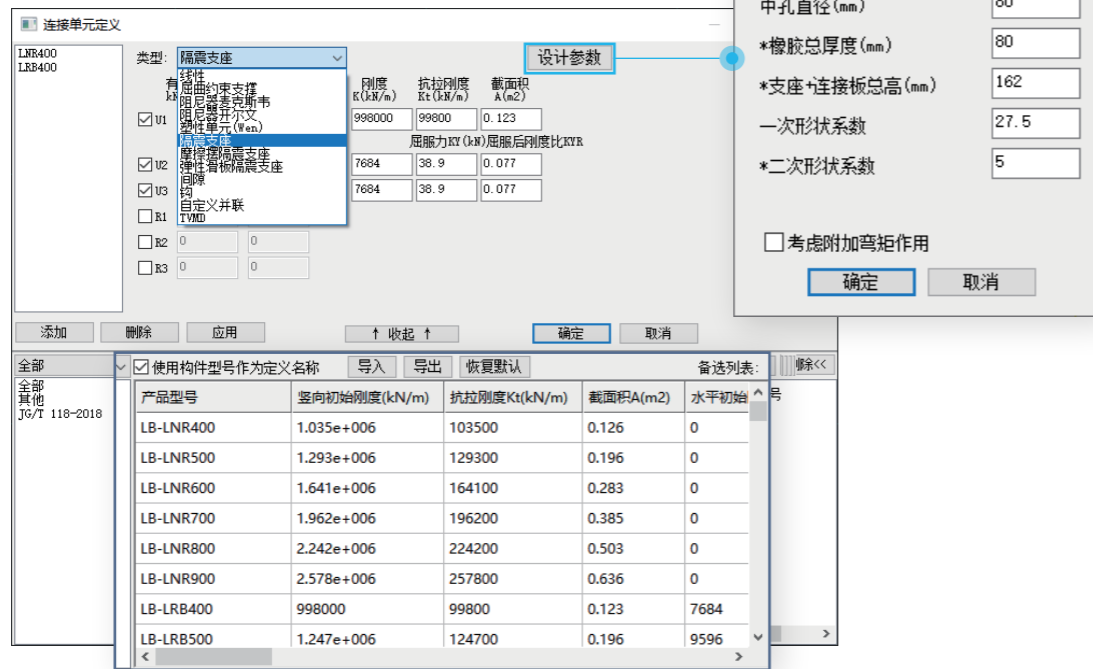 连接单元定义
LNR400
LRB400
类型:
隔震支座
设计参数
线性
屈曲约束支撑
阻尼器麦克斯韦
阻尼器开尔文
塑性单元(Wen)
隔震支座
摩擦摆隔震支座
弹性滑板隔震支座
间隙
钩
自定义并联
TVMD
有
刚度 抗拉刚度 截面积
K(kN/m) Kt(kN/m) A(m2)
U1 998000 99800 0.123
屈服力KY(kN)屈服后刚度比KYR
U2 7684 38.9 0.077
U3 7684 38.9 0.077
R1
R2 0 0
R3 0 0
添加 删除 应用 ↑ 收起 ↑ 确定 取消
中孔直径(mm) 80
*橡胶总厚度(mm) 80
*支座+连接板总高(mm) 162
一次形状系数 27.5
*二次形状系数 5
考虑附加弯矩作用
确定 取消
全部
全部
其他
JG/T 118-2018
使用构件型号作为定义名称 导入 导出 恢复默认 备选列表: 除<<
号
产品型号 竖向初始刚度(kN/m) 抗拉刚度Kt(kN/m) 截面积A(m2) 水平初始
LB-LNR400 1.035e+006 103500 0.126 0
LB-LNR500 1.293e+006 129300 0.196 0
LB-LNR600 1.641e+006 164100 0.283 0
LB-LNR700 1.962e+006 196200 0.385 0
LB-LNR800 2.242e+006 224200 0.503 0
LB-LNR900 2.578e+006 257800 0.636 0
LB-LRB400 998000 99800 0.123 7684
LB-LRB500 1.247e+006 124700 0.196 9596